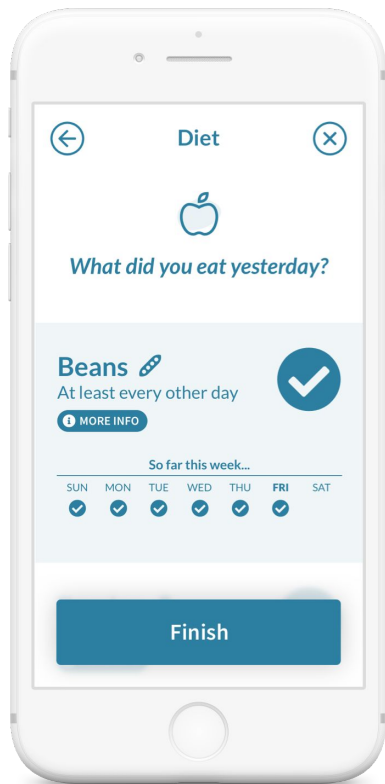 Diet
What did you eat yesterday?
Beans
At least every other day
i MORE INFO
So far this week...
SUN MON TUE WED THU FRI SAT
Finish